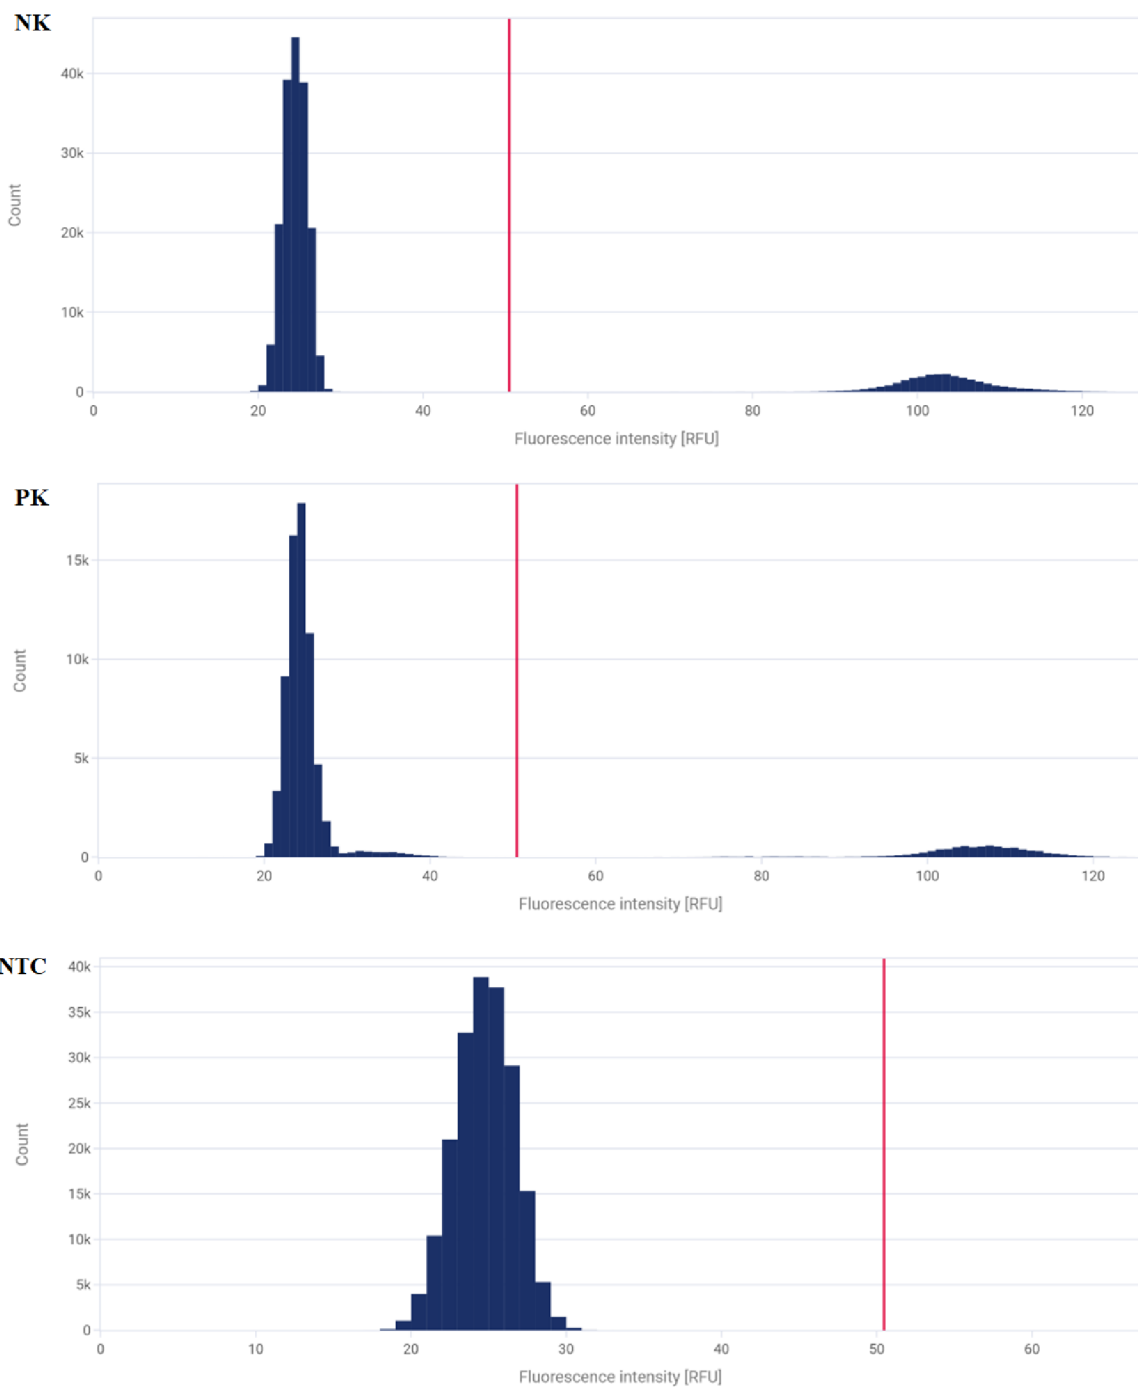 NK
40k
30k
20k
10k
0
Count
0 20 40 60 80 100 120
Fluorescence intensity [RFU]
PK
15k
10k
5k
0
Count
0 20 40 60 80 100 120
Fluorescence intensity [RFU]
NTC
40k
35k
30k
25k
20k
15k
10k
5k
0
Count
0 10 20 30 40 50 60
Fluorescence intensity [RFU]